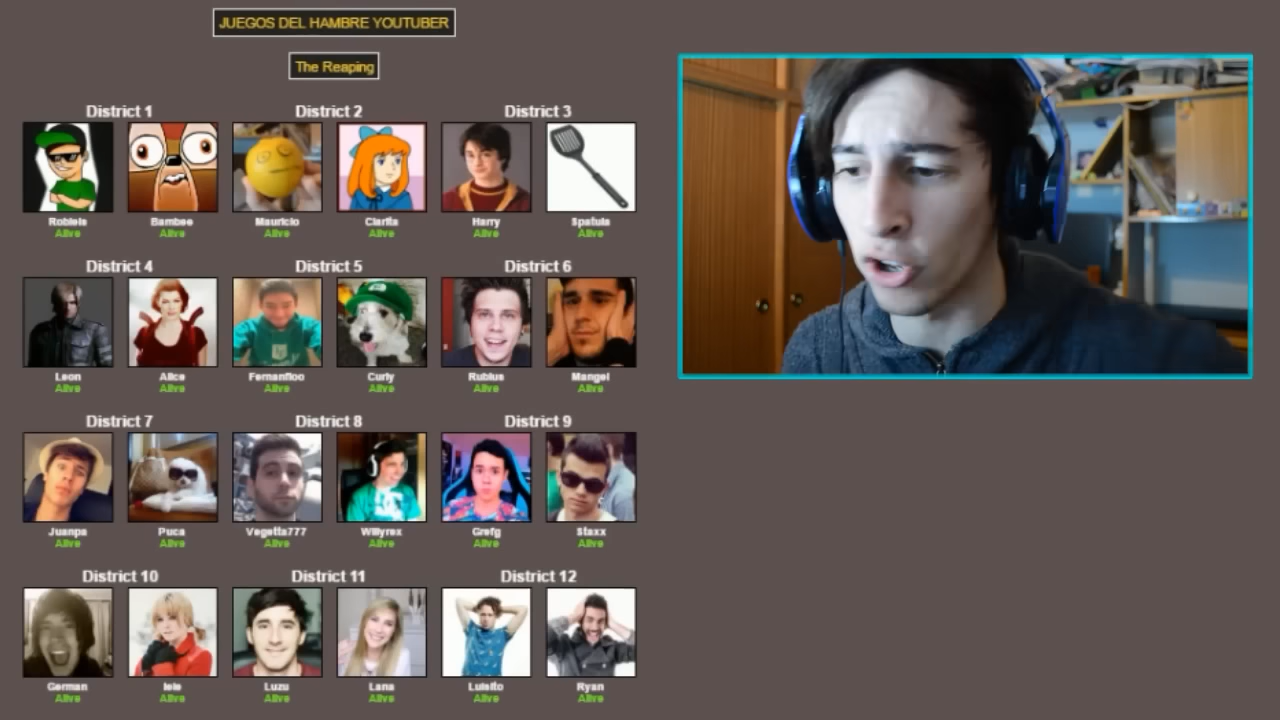 JUEGOS DEL HAMBRE YOUTUBER
The Reaping
District 1 District 2 District 3
Robleis Bambee Mauricio Clarita Harry Spatula
Alive Alive Alive Alive Alive Alive
District 4 District 5 District 6
Leon Alice Fernanfloo Curly Rubius Mangel
Alive Alive Alive Alive Alive Alive
District 7 District 8 District 9
Juanpa Puca Vegetta777 Willyrex Grefg Staxx
Alive Alive Alive Alive Alive Alive
District 10 District 11 District 12
German Iele Luzu Lana Luisito Ryan
Alive Alive Alive Alive Alive Alive